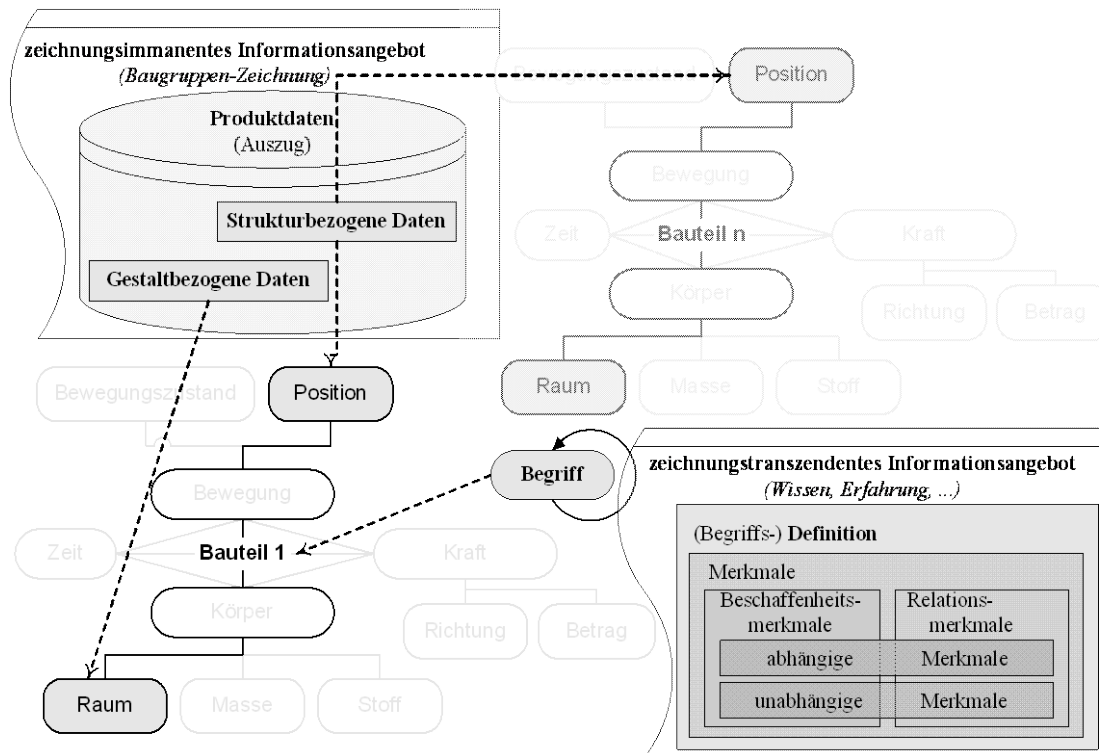 zeichnungsimmanentes Informationsangebot
(Baugruppen-Zeichnung)
Produktdaten
(Auszug)
Strukturbezogene Daten
Gestaltbezogene Daten
Bewegungszustand
Position
Bewegung
Zeit
Bauteil n
Kraft
Körper
Richtung
Betrag
Raum
Masse
Stoff
Bewegungszustand
Position
Bewegung
Zeit
Bauteil 1
Kraft
Körper
Richtung
Betrag
Raum
Masse
Stoff
Begriff
zeichnungstranszendentes Informationsangebot
(Wissen, Erfahrung, ...)
(Begriffs-) Definition
Merkmale
Beschaffenheits-
merkmale
Relations-
merkmale
abhängige Merkmale
unabhängige Merkmale